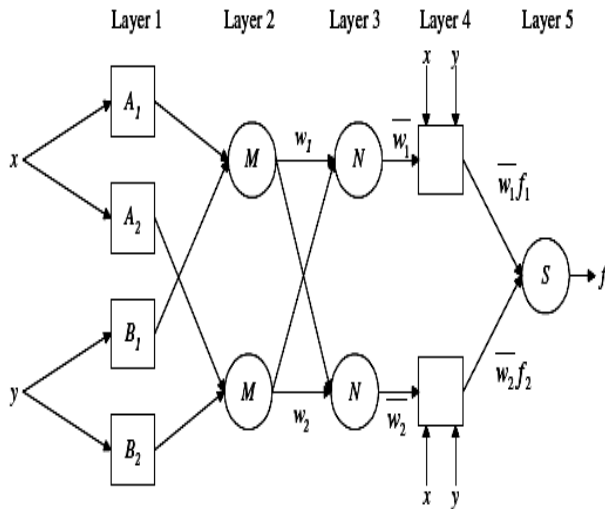 Layer 1 Layer 2 Layer 3 Layer 4 Layer 5
x y
A₁
w₁ w̅₁
x M N
w̅₁f₁
A₂
S f
B₁
w̅₂f₂
y M N
w₂ w̅₂
B₂
x y